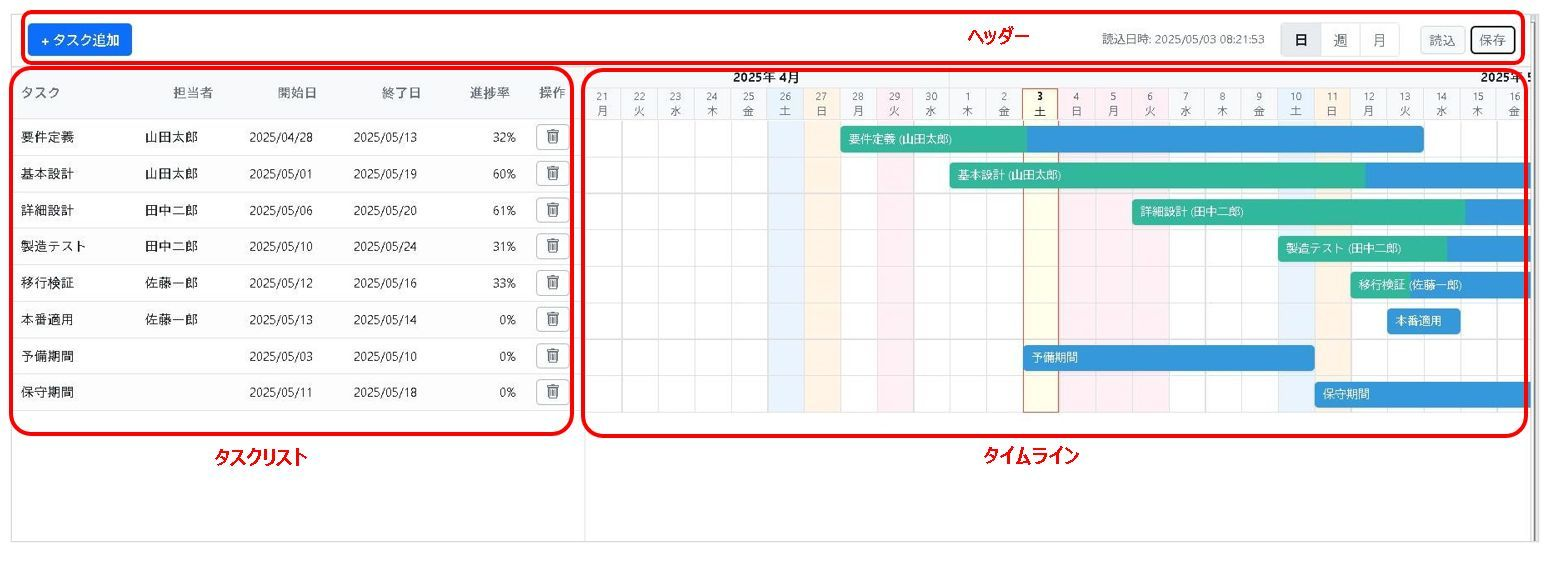 + タスク追加
ヘッダー
読込日時: 2025/05/03 08:21:53
日 週 月
読込 保存
タスク 担当者 開始日 終了日 進捗率 操作
要件定義 山田太郎 2025/04/28 2025/05/13 32%
基本設計 山田太郎 2025/05/01 2025/05/19 60%
詳細設計 田中二郎 2025/05/06 2025/05/20 61%
製造テスト 田中二郎 2025/05/10 2025/05/24 31%
移行検証 佐藤一郎 2025/05/12 2025/05/16 33%
本番適用 佐藤一郎 2025/05/13 2025/05/14 0%
予備期間 2025/05/03 2025/05/10 0%
保守期間 2025/05/11 2025/05/18 0%
タスクリスト
2025年 4月 2025年 5
21 22 23 24 25 26 27 28 29 30 1 2 3 4 5 6 7 8 9 10 11 12 13 14 15 16
月 火 水 木 金 土 日 月 火 水 木 金 土 日 月 火 水 木 金 土 日 月 火 水 木 金
要件定義 (山田太郎)
基本設計 (山田太郎)
詳細設計 (田中二郎)
製造テスト (田中二郎)
移行検証 (佐藤一郎)
本番適用
予備期間
保守期間
タイムライン